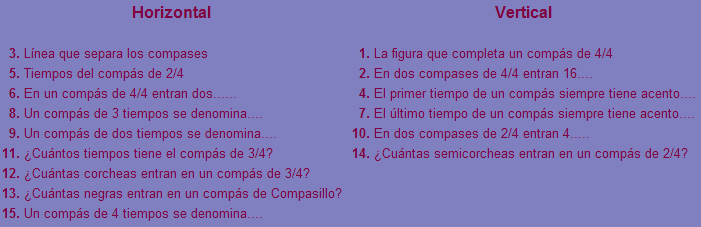 Horizontal
3. Línea que separa los compases
5. Tiempos del compás de 2/4
6. En un compás de 4/4 entran dos......
8. Un compás de 3 tiempos se denomina....
9. Un compás de dos tiempos se denomina....
11. ¿Cuántos tiempos tiene el compás de 3/4?
12. ¿Cuántas corcheas entran en un compás de 3/4?
13. ¿Cuántas negras entran en un compás de Compasillo?
15. Un compás de 4 tiempos se denomina....
Vertical
1. La figura que completa un compás de 4/4
2. En dos compases de 4/4 entran 16....
4. El primer tiempo de un compás siempre tiene acento....
7. El último tiempo de un compás siempre tiene acento....
10. En dos compases de 2/4 entran 4.....
14. ¿Cuántas semicorcheas entran en un compás de 2/4?